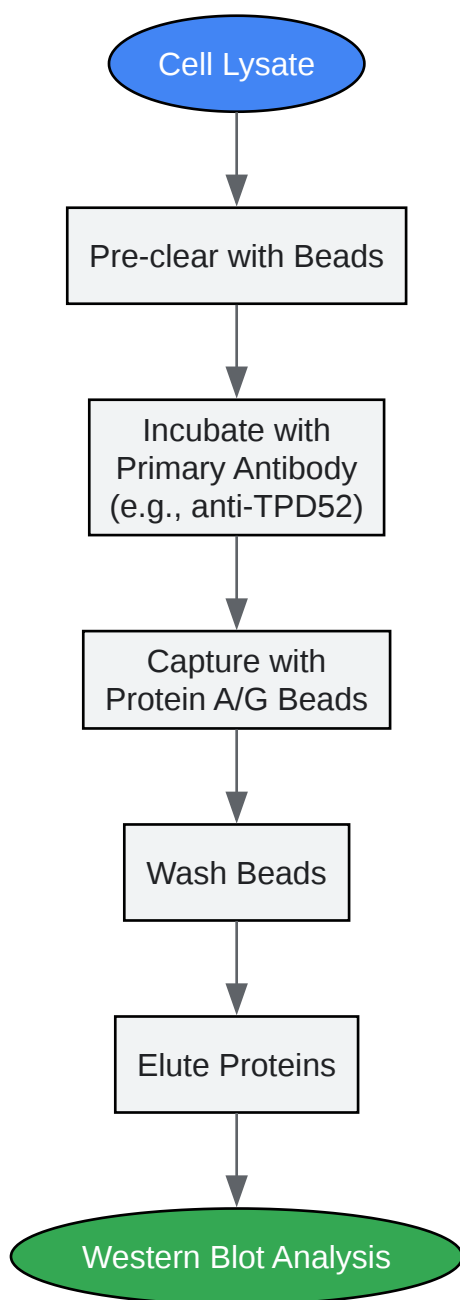 Cell Lysate
Pre-clear with Beads
Incubate with
Primary Antibody
(e.g., anti-TPD52)
Capture with
Protein A/G Beads
Wash Beads
Elute Proteins
Western Blot Analysis